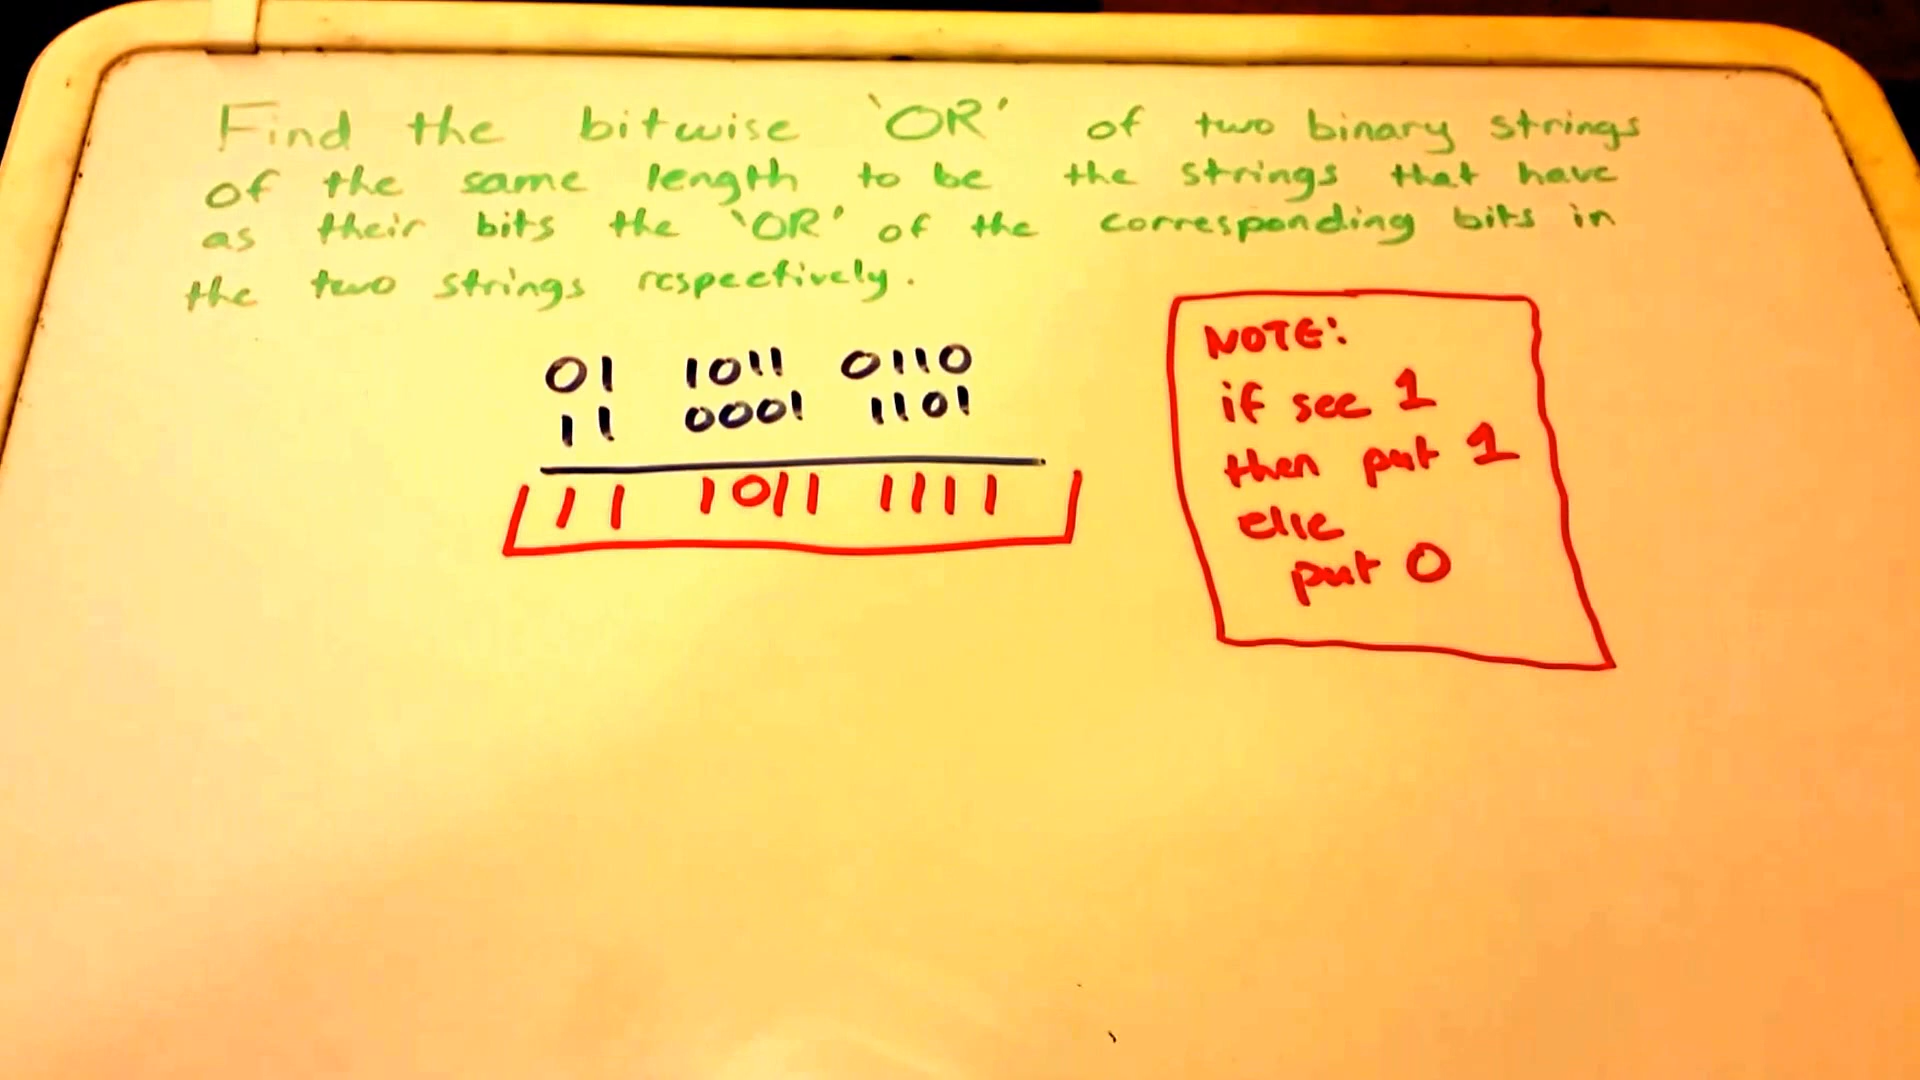 Find the bitwise 'OR' of two binary strings
of the same length to be the strings that have
as their bits the 'OR' of the corresponding bits in
the two strings respectively.
01 1011 0110
11 0001 1101
11 1011 1111
NOTE:
if see 1
then put 1
else
put 0